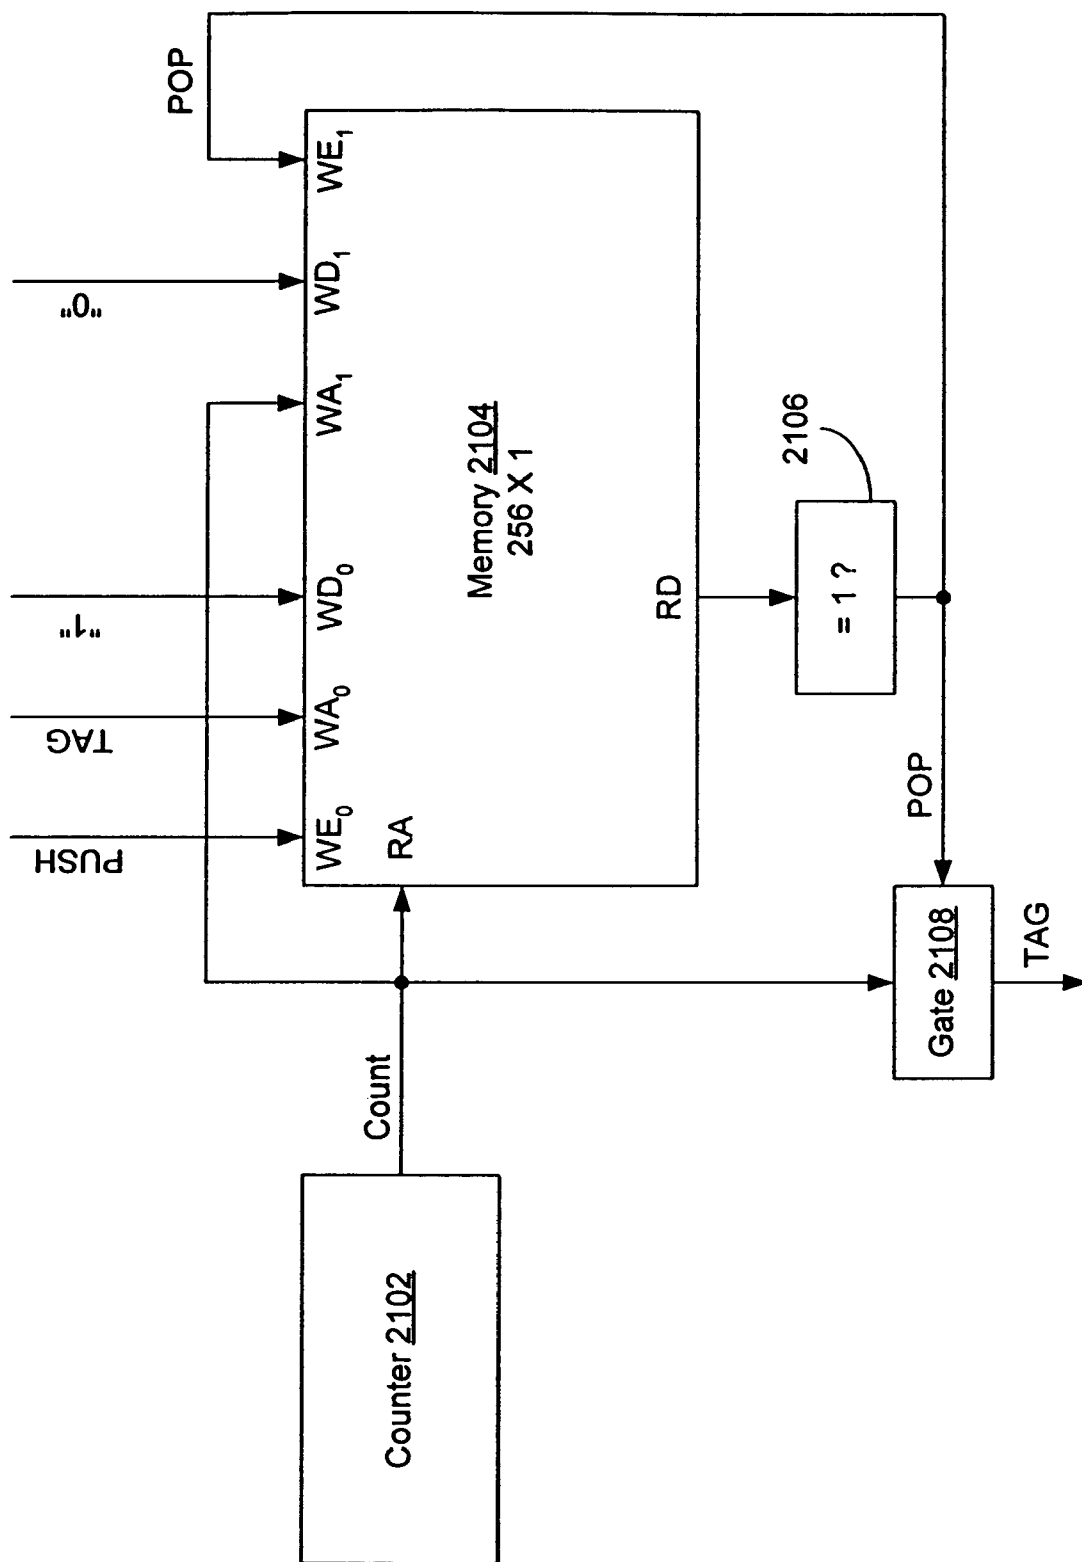 POP
"0"
"1"
TAG
PUSH
WE₁
WD₁
WA₁
WD₀
WA₀
WE₀
RA
Memory 2104
256 X 1
RD
2106
= 1 ?
POP
Count
Counter 2102
Gate 2108
TAG